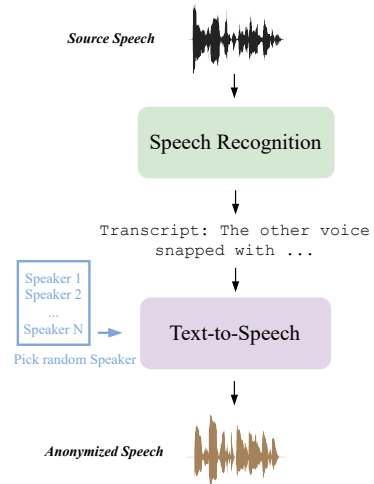 Source Speech
Speech Recognition
Transcript: The other voice
snapped with ...
Speaker 1
Speaker 2
...
Speaker N
Pick random Speaker
Text-to-Speech
Anonymized Speech